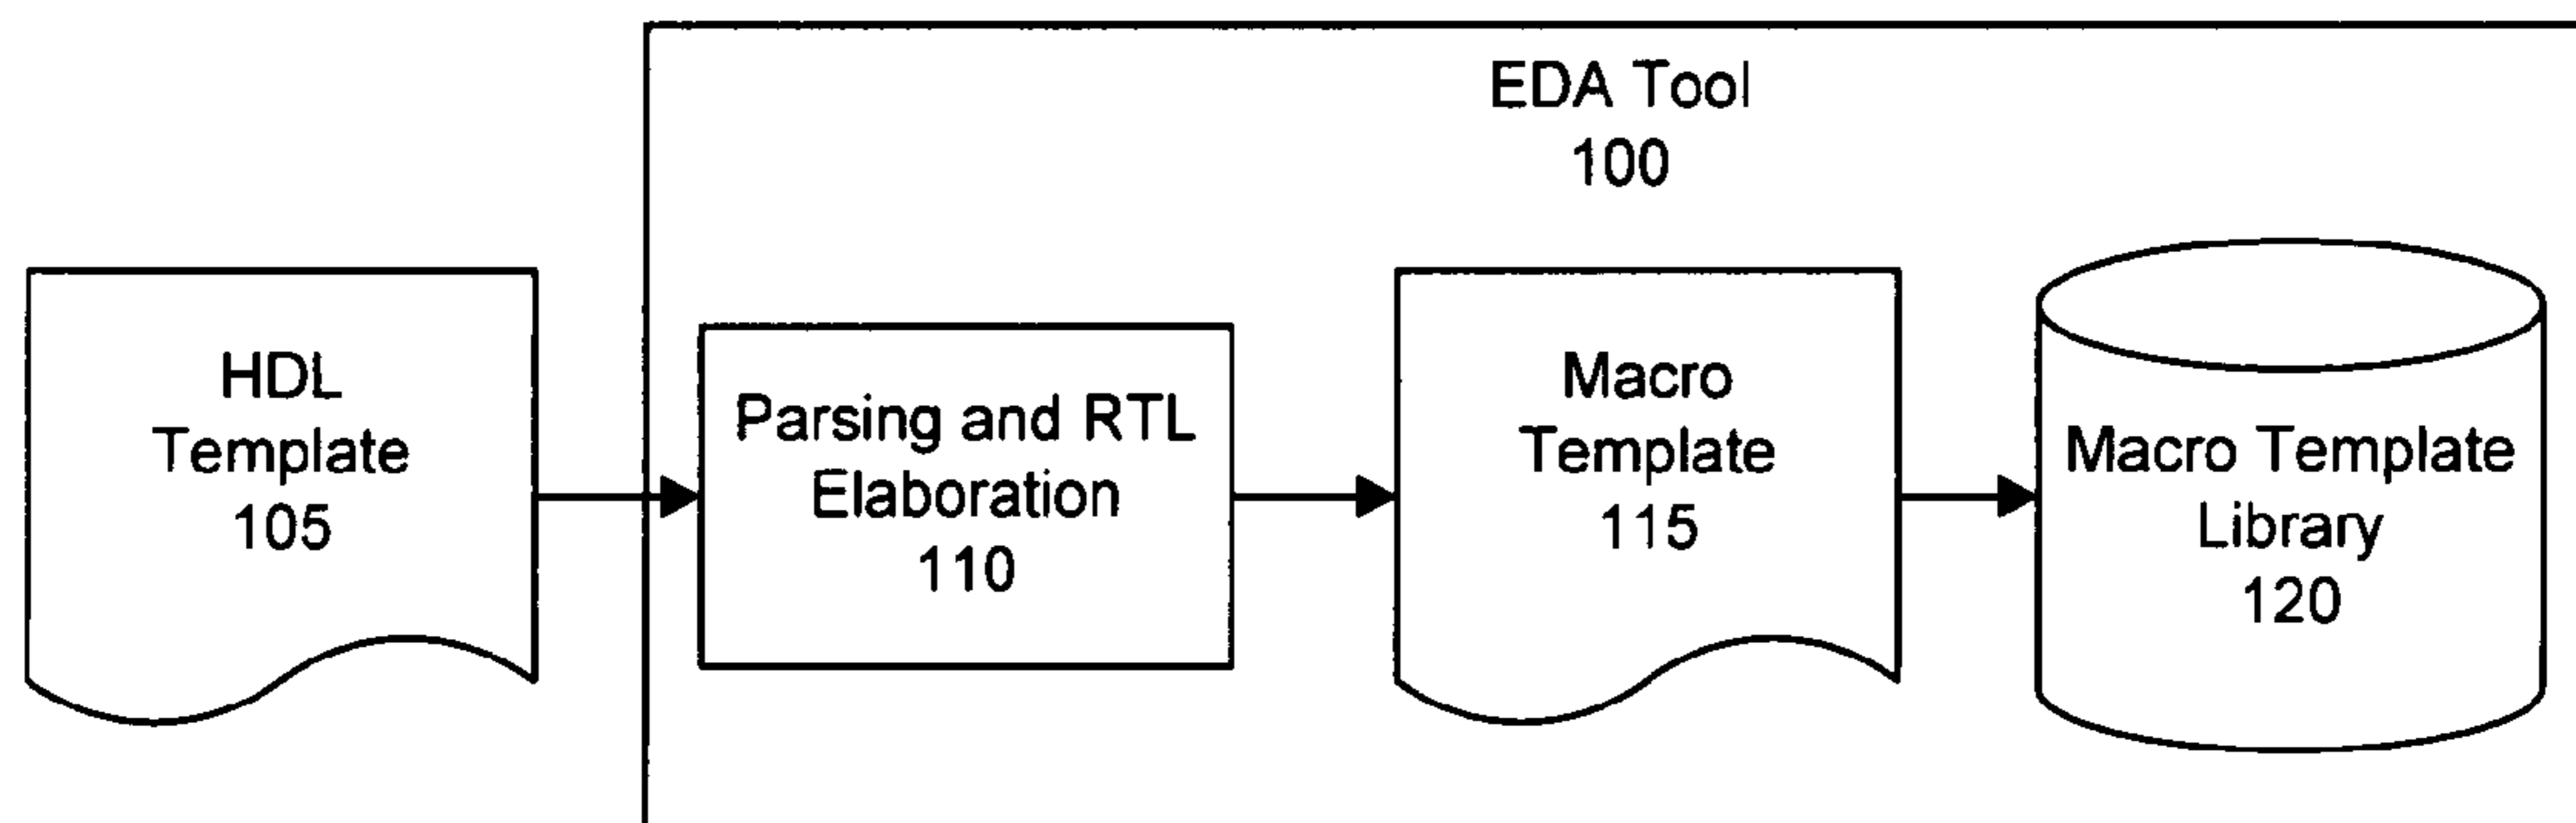 EDA Tool
100
HDL
Template
105
Parsing and RTL
Elaboration
110
Macro
Template
115
Macro Template
Library
120